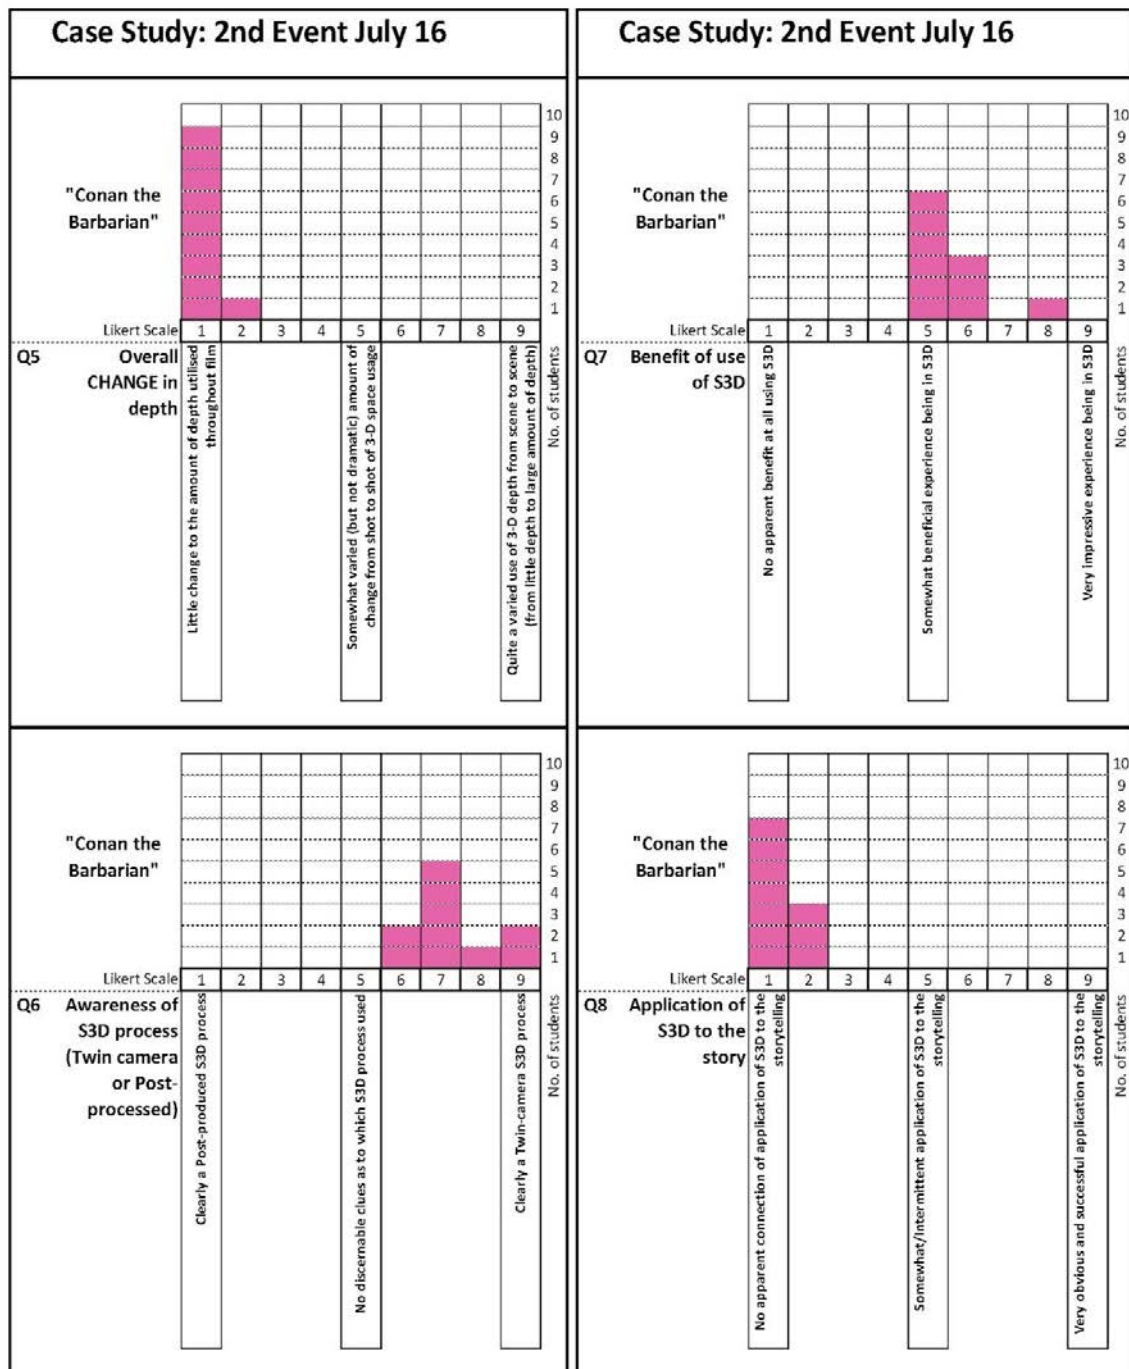 Case Study: 2nd Event July 16
"Conan the
Barbarian"
10
9
8
7
6
5
4
3
2
1
Likert Scale 1 2 3 4 5 6 7 8 9
Q5 Overall
CHANGE in
depth
Little change to the amount of depth utilised
throughout film
Somewhat varied (but not dramatic) amount of
change from shot to shot of 3-D space usage
Quite a varied use of 3-D depth from scene to scene
(from little depth to large amount of depth)
No. of students
"Conan the
Barbarian"
10
9
8
7
6
5
4
3
2
1
Likert Scale 1 2 3 4 5 6 7 8 9
Q6 Awareness of
S3D process
(Twin camera
or Post-
processed)
Clearly a Post-produced S3D process
No discernable clues as to which S3D process used
Clearly a Twin-camera S3D process
No. of students
Case Study: 2nd Event July 16
"Conan the
Barbarian"
10
9
8
7
6
5
4
3
2
1
Likert Scale 1 2 3 4 5 6 7 8 9
Q7 Benefit of use
of S3D
No apparent benefit at all using S3D
Somewhat beneficial experience being in S3D
Very impressive experience being in S3D
No. of students
"Conan the
Barbarian"
10
9
8
7
6
5
4
3
2
1
Likert Scale 1 2 3 4 5 6 7 8 9
Q8 Application of
S3D to the
story
No apparent connection of application of S3D to the
storytelling
Somewhat/Intermittent application of S3D to the
storytelling
Very obvious and successful application of S3D to the
storytelling
No. of students